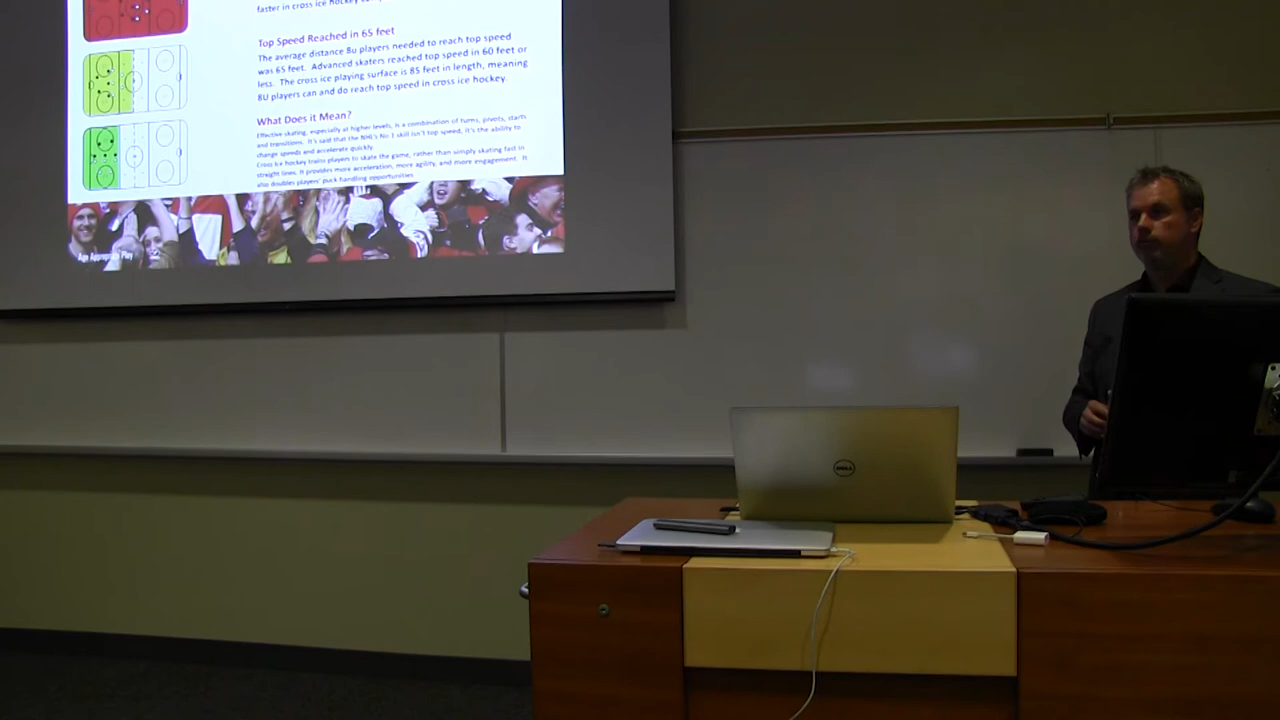 faster in cross ice hockey
Top Speed Reached in 65 feet
The average distance 8u players needed to reach top speed
was 65 feet. Advanced skaters reached top speed in 60 feet or
less. The cross ice playing surface is 85 feet in length, meaning
8U players can and do reach top speed in cross ice hockey.
What Does it Mean?
Effective skating, especially at higher levels, is a combination of turns, pivots, starts
and transitions. It's said that the NHL's No 1 skill isn't top speed, it's the ability to
change speeds and accelerate quickly.
Cross ice hockey trains players to skate the game, rather than simply skating fast in
straight lines. It provides more acceleration, more agility, and more engagement. It
also doubles players' puck handling opportunities
Age Appropriate Play
DELL